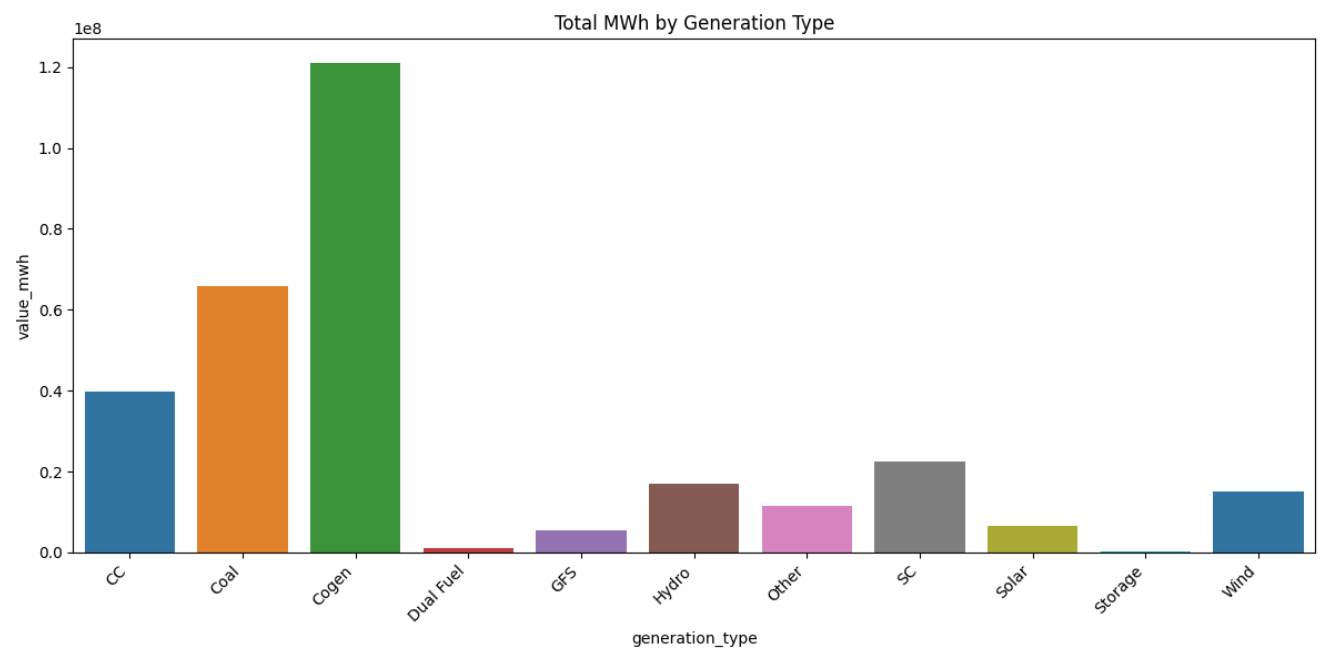 Total MWh by Generation Type
1e8
1.2
1.0
0.8
0.6
0.4
0.2
0.0
value_mwh
CC
Coal
Cogen
Dual Fuel
GFS
Hydro
Other
SC
Solar
Storage
Wind
generation_type